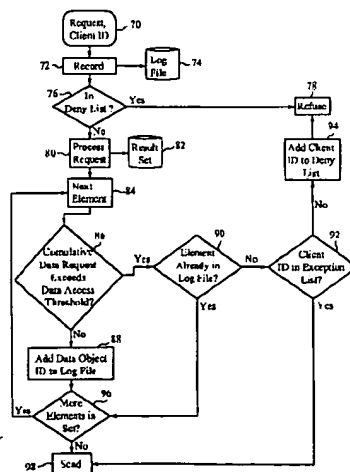 Request,
Client ID
70
72
Record
Log
File
74
76
In
Deny List?
Yes
78
Refuse
No
80
Process
Request
Result
Set
82
94
Add Client
ID to Deny
List
Next
Element
84
No
86
Cumulative
Data Request
Exceeds
Data Access
Threshold?
Yes
90
Element
Already in
Log File?
No
92
Client
ID in Exception
List?
Yes
Yes
No
88
Add Data Object
ID to Log File
96
More
Elements in
Set?
Yes
No
98
Send